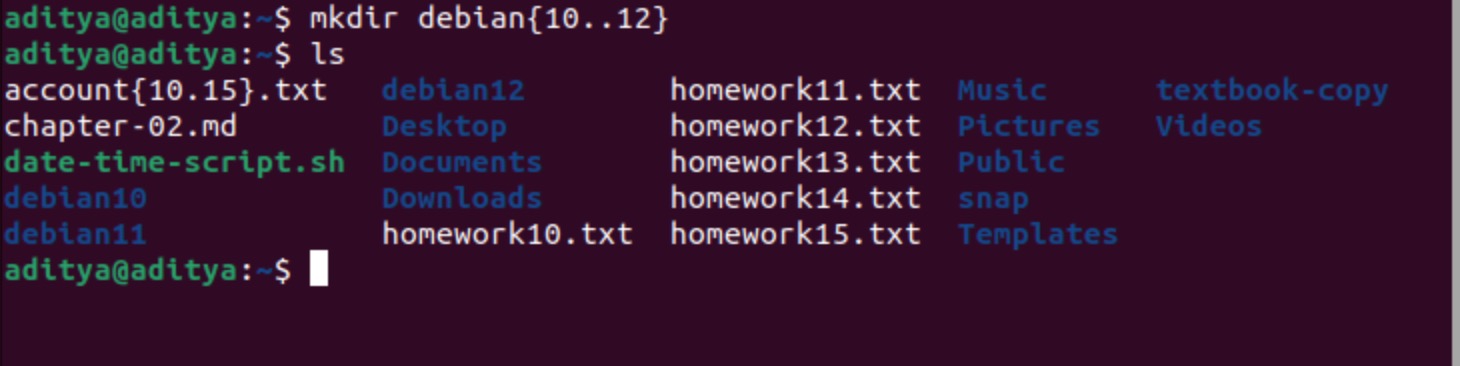 aditya@aditya:~$ mkdir debian{10..12}
aditya@aditya:~$ ls
account{10.15}.txt   debian12        homework11.txt  Music      textbook-copy
chapter-02.md        Desktop         homework12.txt  Pictures   Videos
date-time-script.sh  Documents       homework13.txt  Public
debian10             Downloads       homework14.txt  snap
debian11             homework10.txt  homework15.txt  Templates
aditya@aditya:~$